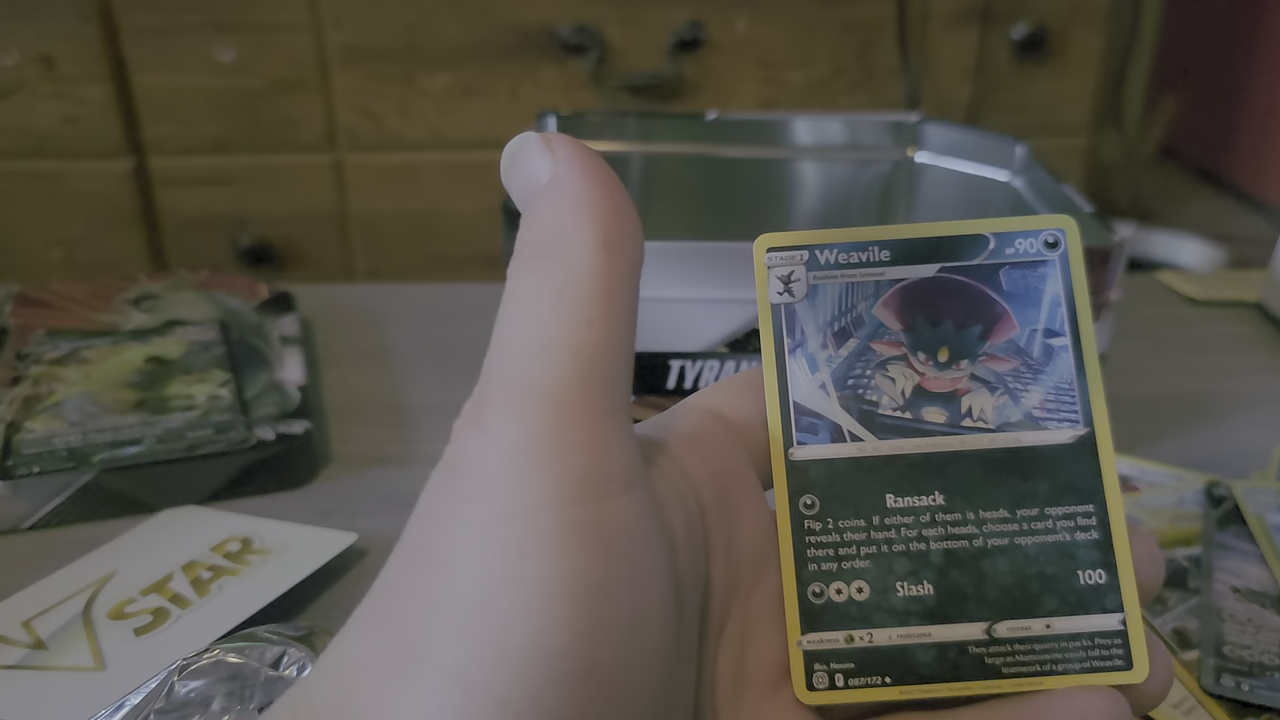 STAGE 1
Weavile
HP 90
Evolves from Sneasel
TYRAN
Ransack
Flip 2 coins. If either of them is heads, your opponent
reveals their hand. For each heads, choose a card you find
there and put it on the bottom of your opponent's deck
in any order.
Slash 100
weakness ×2 resistance
retreat
They attack their quarry in packs. Prey as
large as Mamoswine easily fall to the
teamwork of a group of Weavile.
Illus. Hasuno
087/172
V STAR